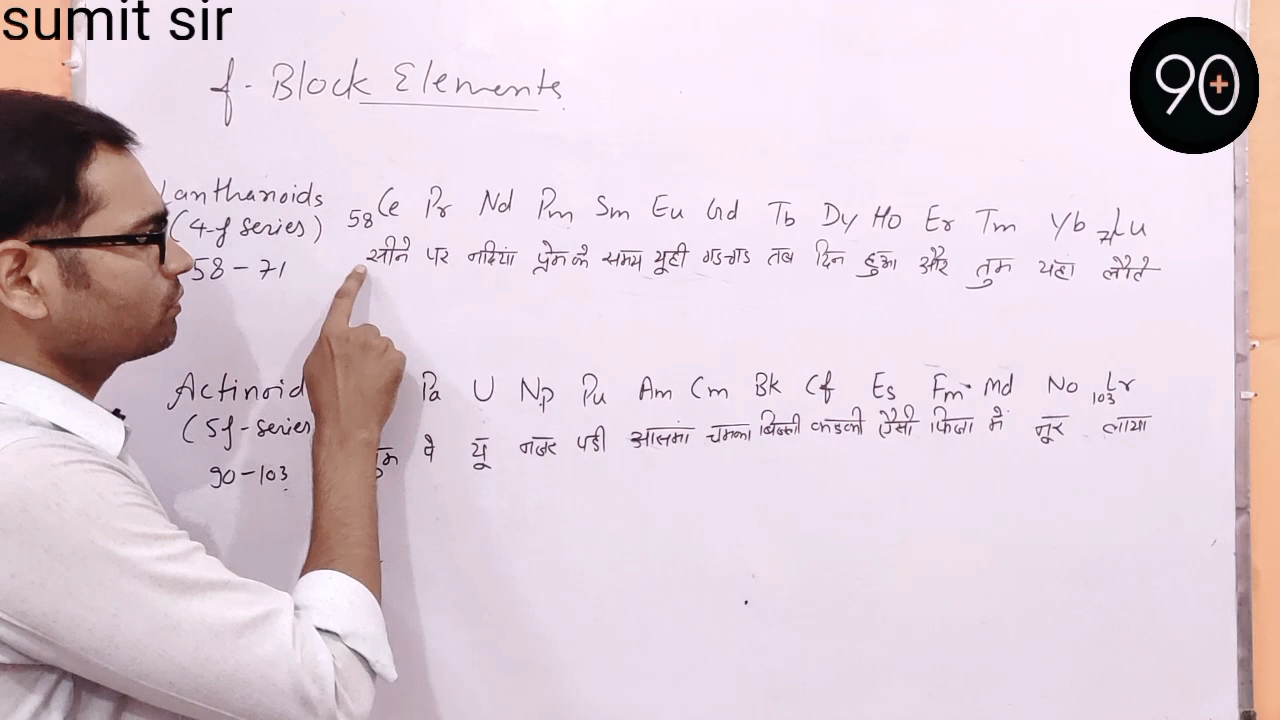 sumit sir
90+
f - Block Elements
Lanthanoids
(4-f series)
58 - 71
58Ce Pr Nd Pm Sm Eu Gd Tb Dy Ho Er Tm Yb 71Lu
सीने पर नदियां प्रेम के समय यूही गडबड तब दिन हुआ और तुम यहा लौटे
Actinoid
(5f-series
90-103
Pa U Np Pu Am Cm Bk Cf Es Fm Md No 103Lr
वे यू नजर पडी आसमा चमका बिजली कडकी ऐसी फिजा में नूर लाया